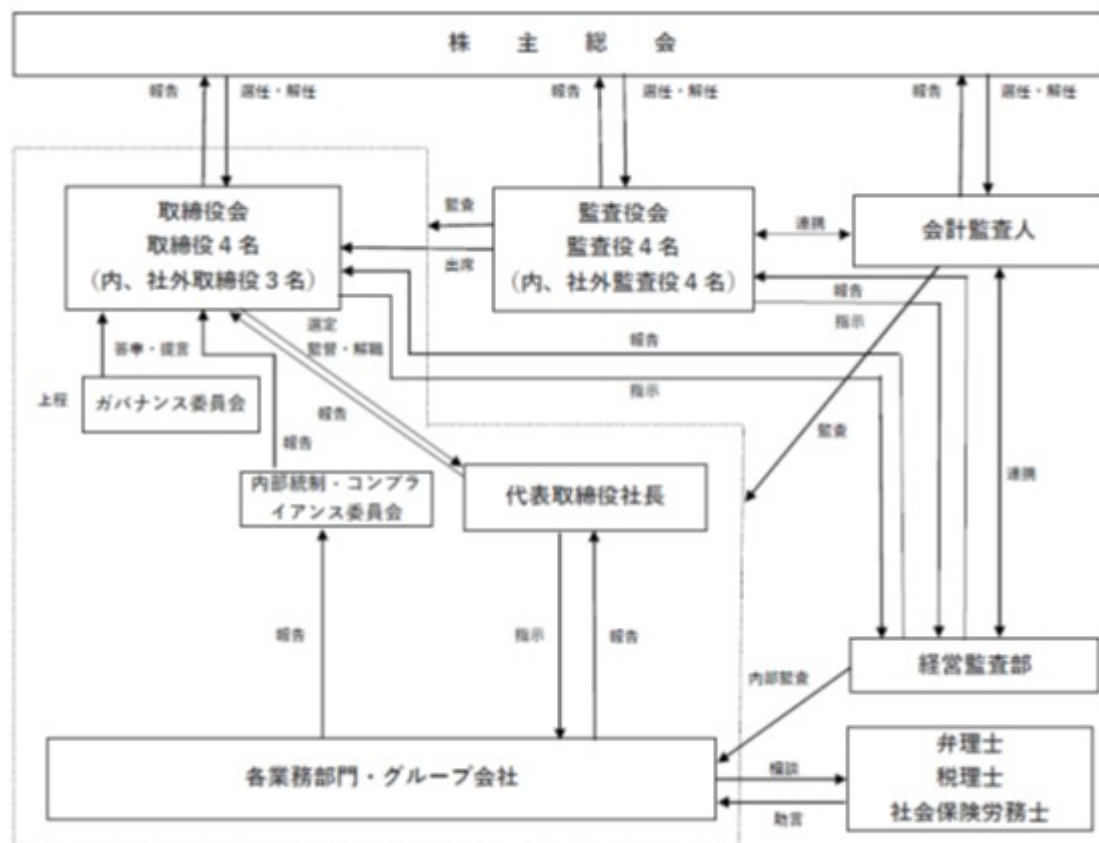 株主総会
報告
選任・解任
報告
選任・解任
報告
選任・解任
取締役会
取締役4名
(内、社外取締役3名)
監査
出席
監査役会
監査役4名
(内、社外監査役4名)
連携
会計監査人
報告
指示
選定
監督・解職
報告
指示
答申・提言
上程
ガバナンス委員会
報告
報告
監査
連携
内部統制・コンプラ
イアンス委員会
代表取締役社長
報告
指示
報告
経営監査部
内部監査
各業務部門・グループ会社
相談
助言
弁理士
税理士
社会保険労務士